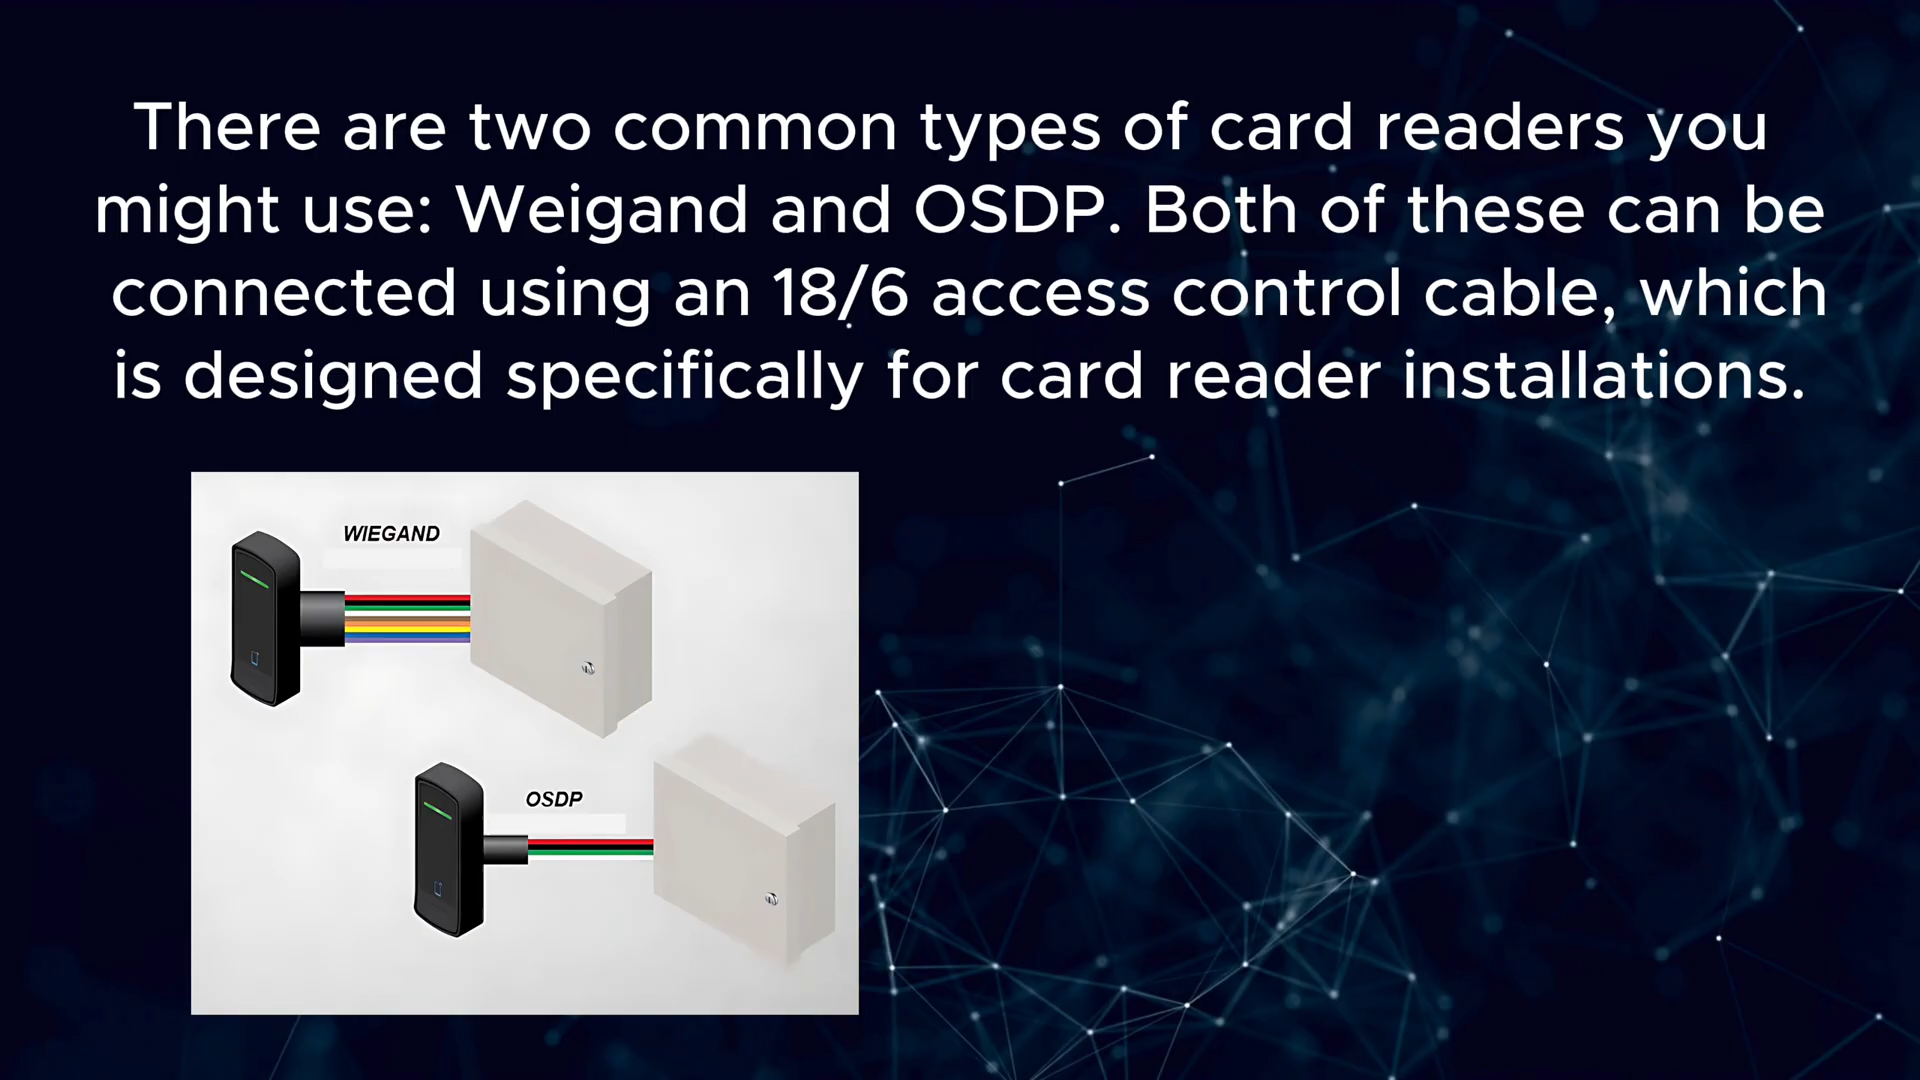 There are two common types of card readers you
might use: Weigand and OSDP. Both of these can be
connected using an 18/6 access control cable, which
is designed specifically for card reader installations.
WIEGAND
OSDP